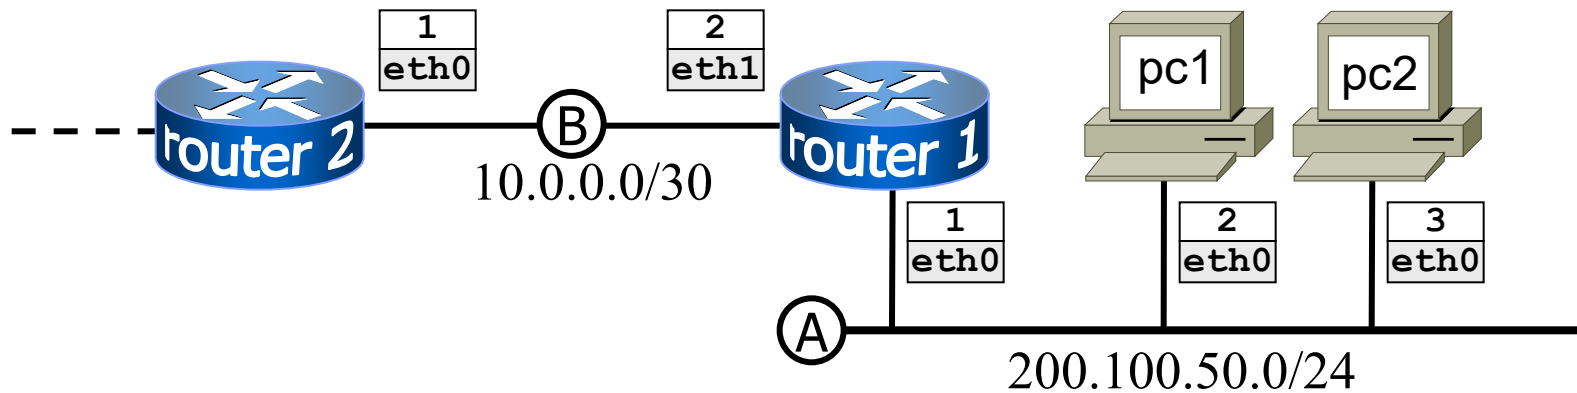 1
eth0
2
eth1
pc1
pc2
router 2
B
router 1
10.0.0.0/30
1
eth0
2
eth0
3
eth0
A
200.100.50.0/24